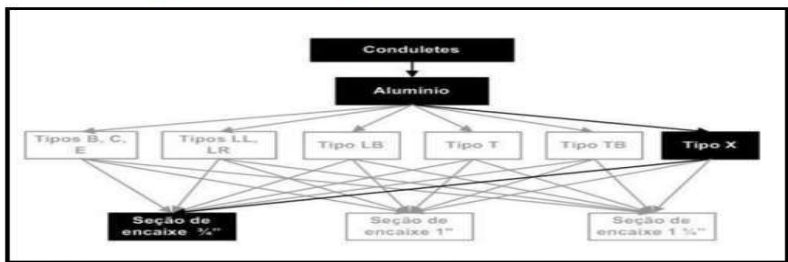 Conduletes
Alumínio
Tipos B, C,
E
Tipos LL,
LR
Tipo LB
Tipo T
Tipo TB
Tipo X
Seção de
encaixe ¾"
Seção de
encaixe 1"
Seção de
encaixe 1 ¼"